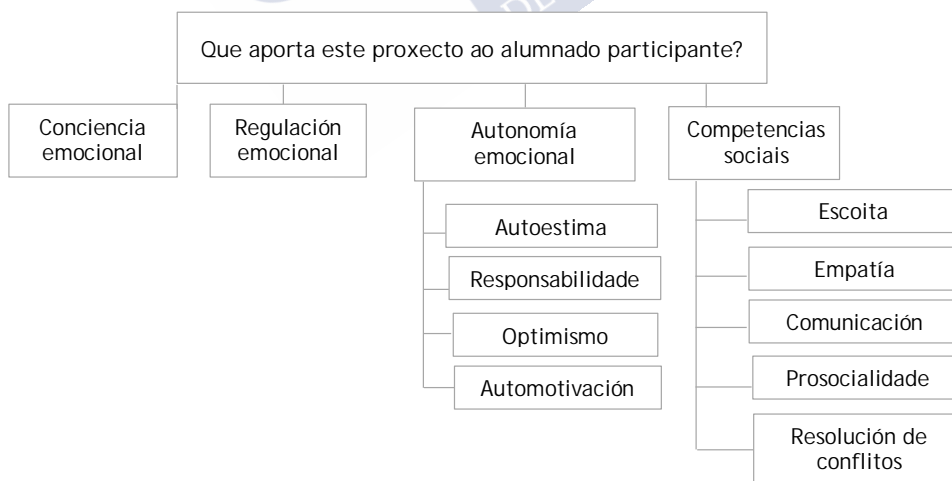 Que aporta este proxecto ao alumnado participante?
Conciencia
emocional
Regulación
emocional
Autonomía
emocional
Competencias
sociais
Autoestima
Responsabilidade
Optimismo
Automotivación
Escoita
Empatía
Comunicación
Prosocialidade
Resolución de
conflitos